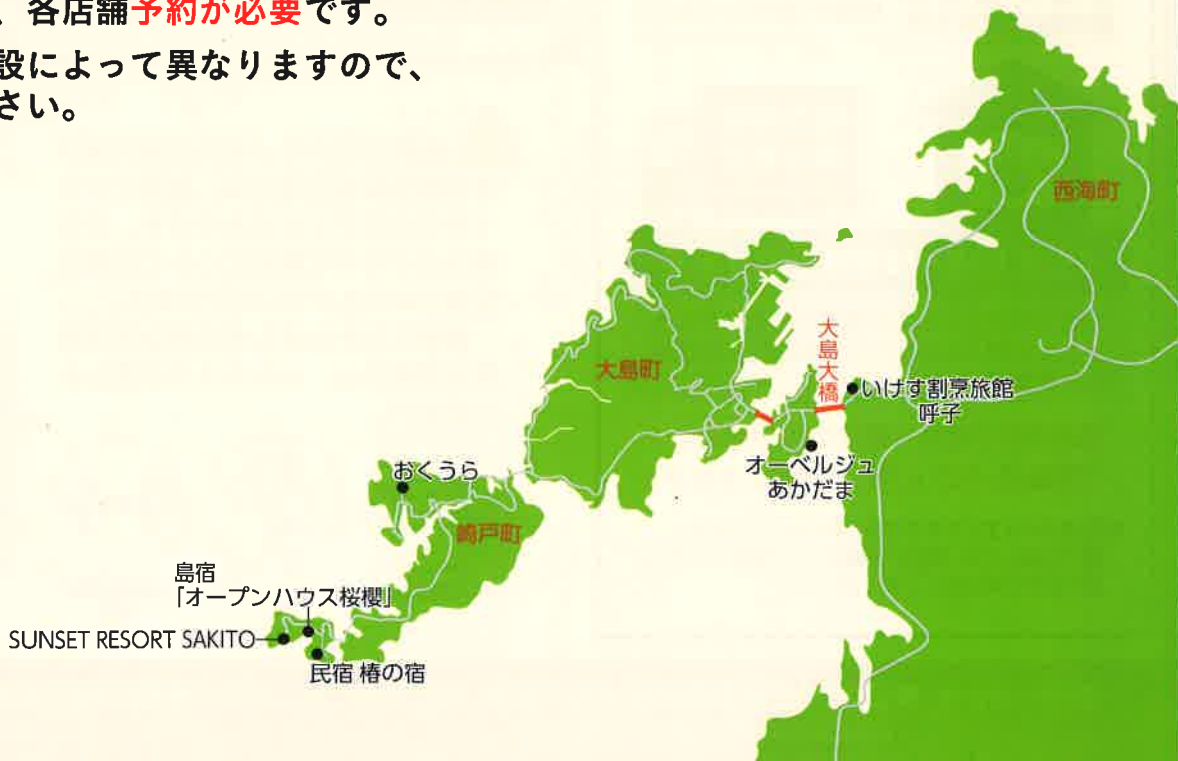 、各店舗予約が必要です。
設によって異なりますので、
さい。
西海町
大島大橋
大島町
いけす割烹旅館
呼子
オーベルジュ
あかだま
おくうら
崎戸町
島宿
「オープンハウス桜櫻」
SUNSET RESORT SAKITO
民宿 椿の宿